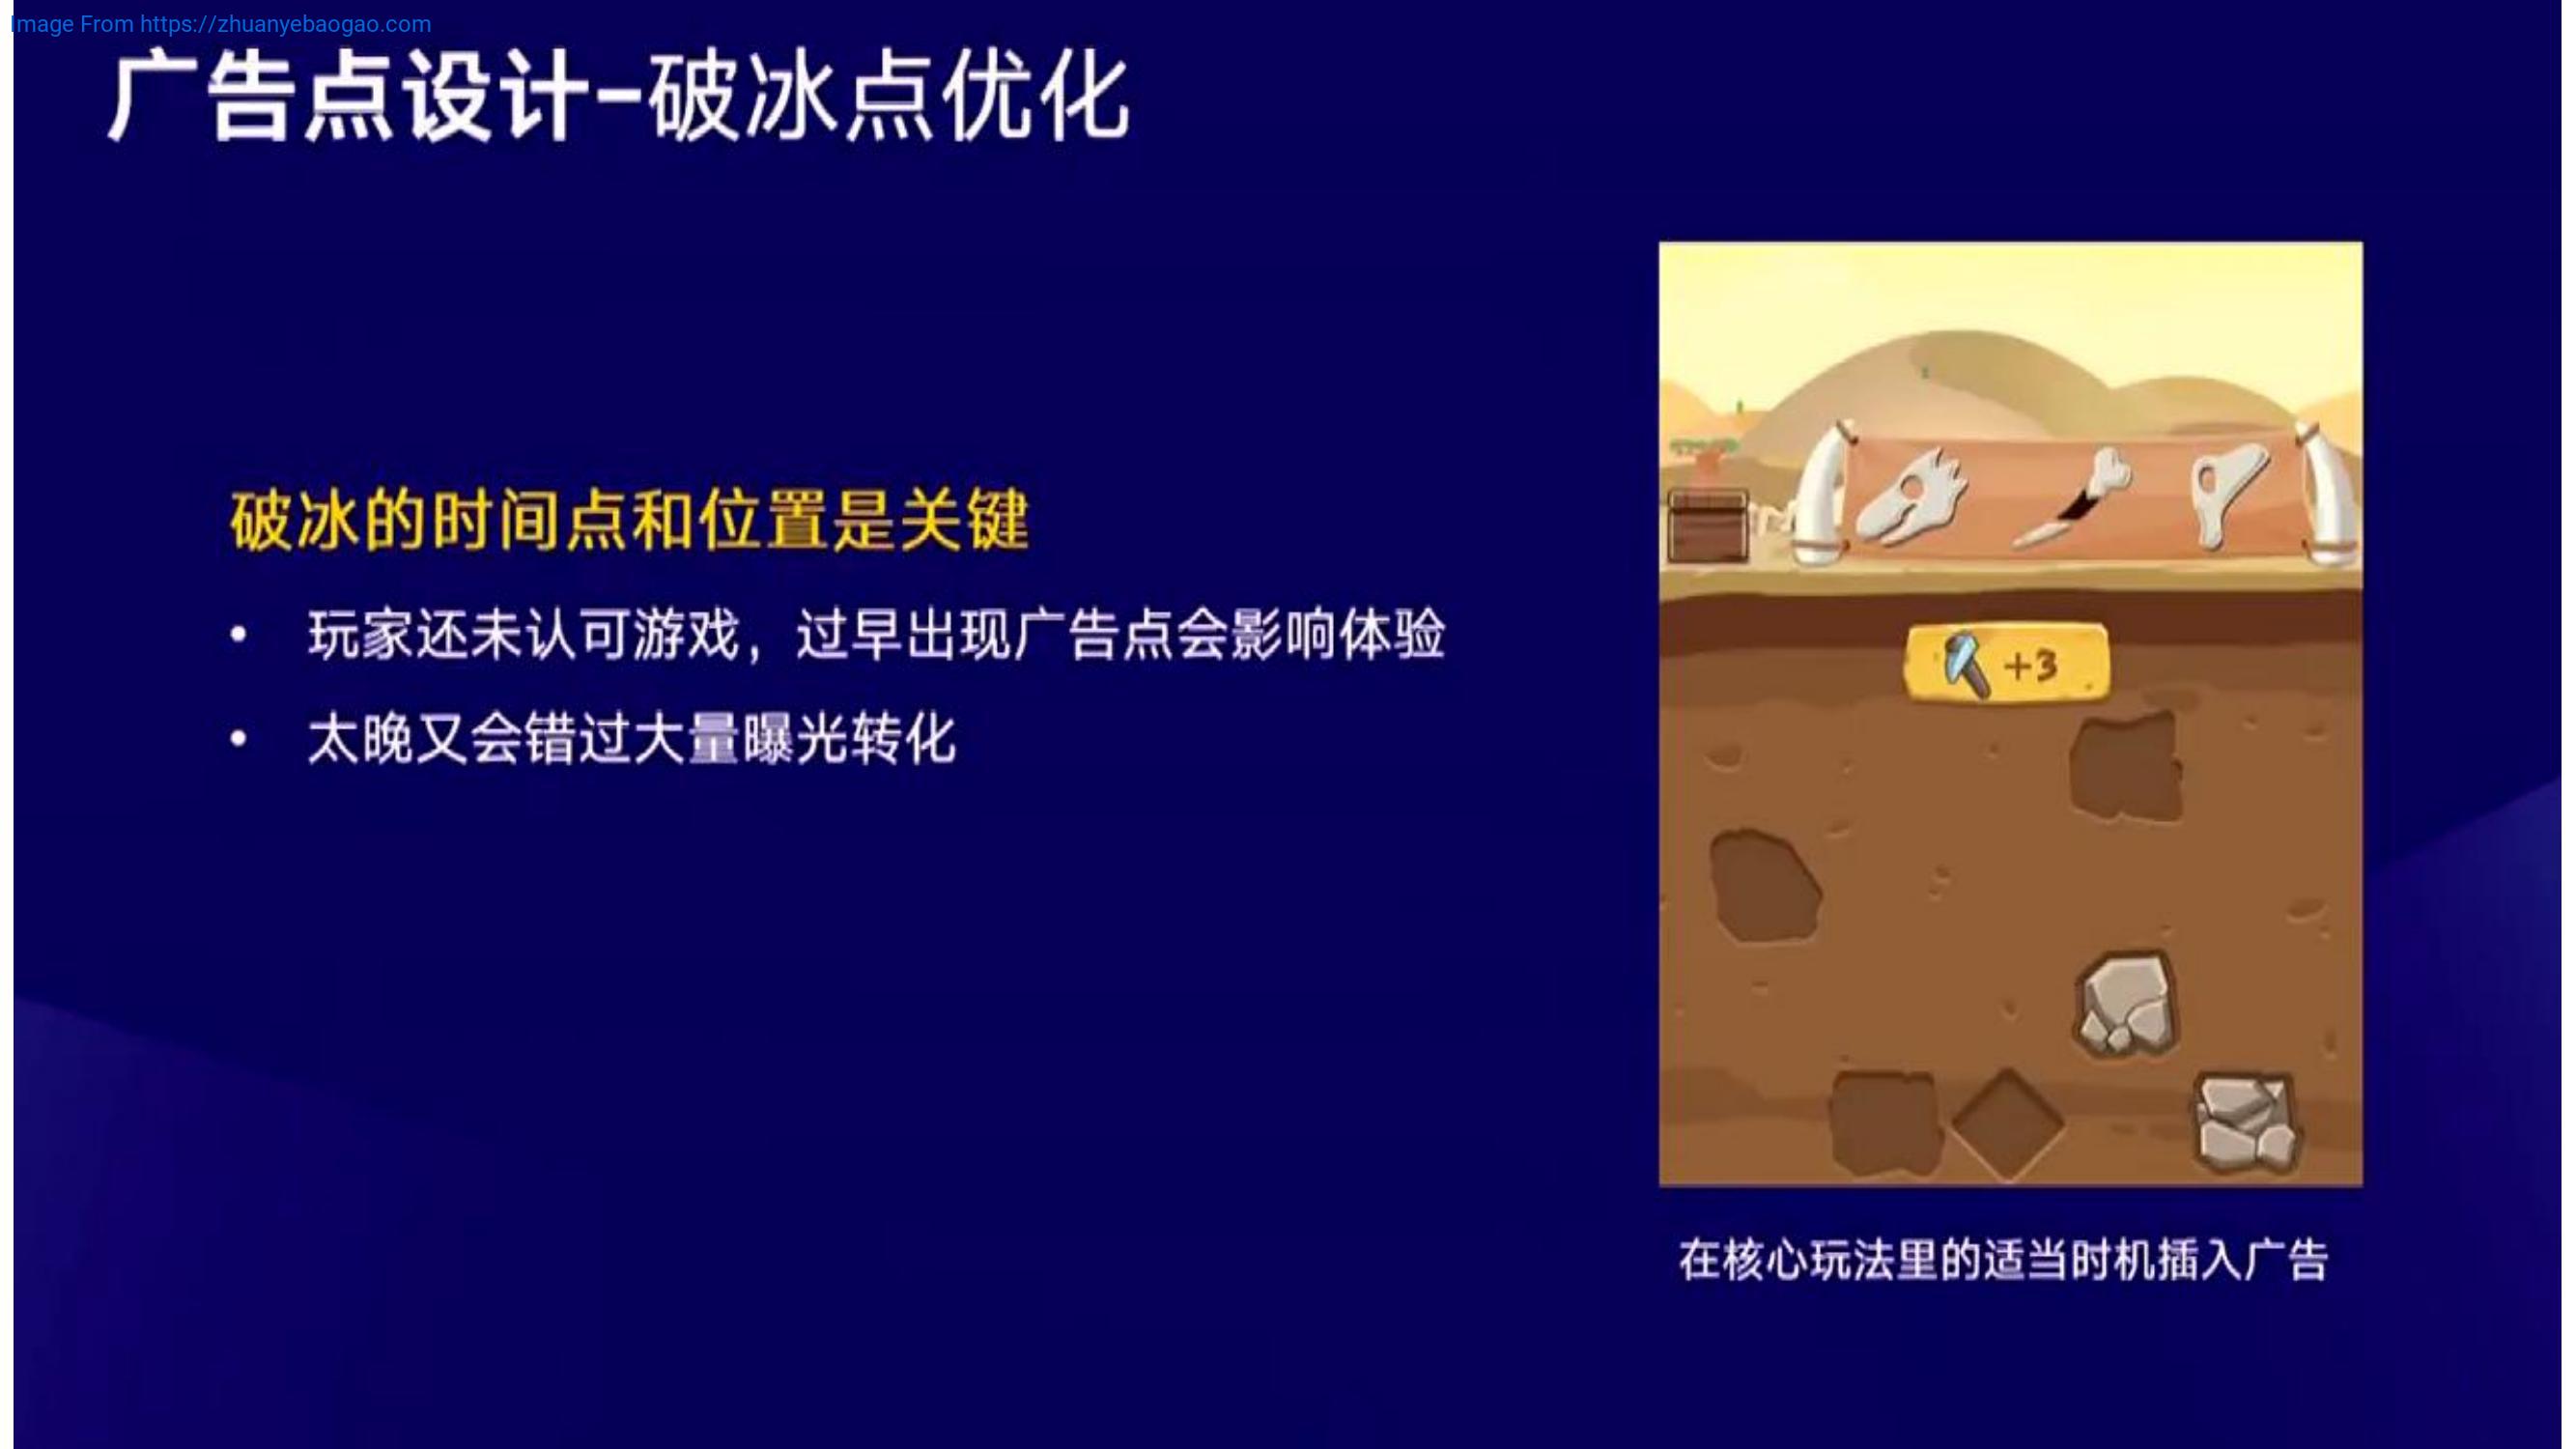 Image From https://zhuanyebaogao.com
广告点设计-破冰点优化
破冰的时间点和位置是关键
• 玩家还未认可游戏，过早出现广告点会影响体验
• 太晚又会错过大量曝光转化
+3
在核心玩法里的适当时机插入广告